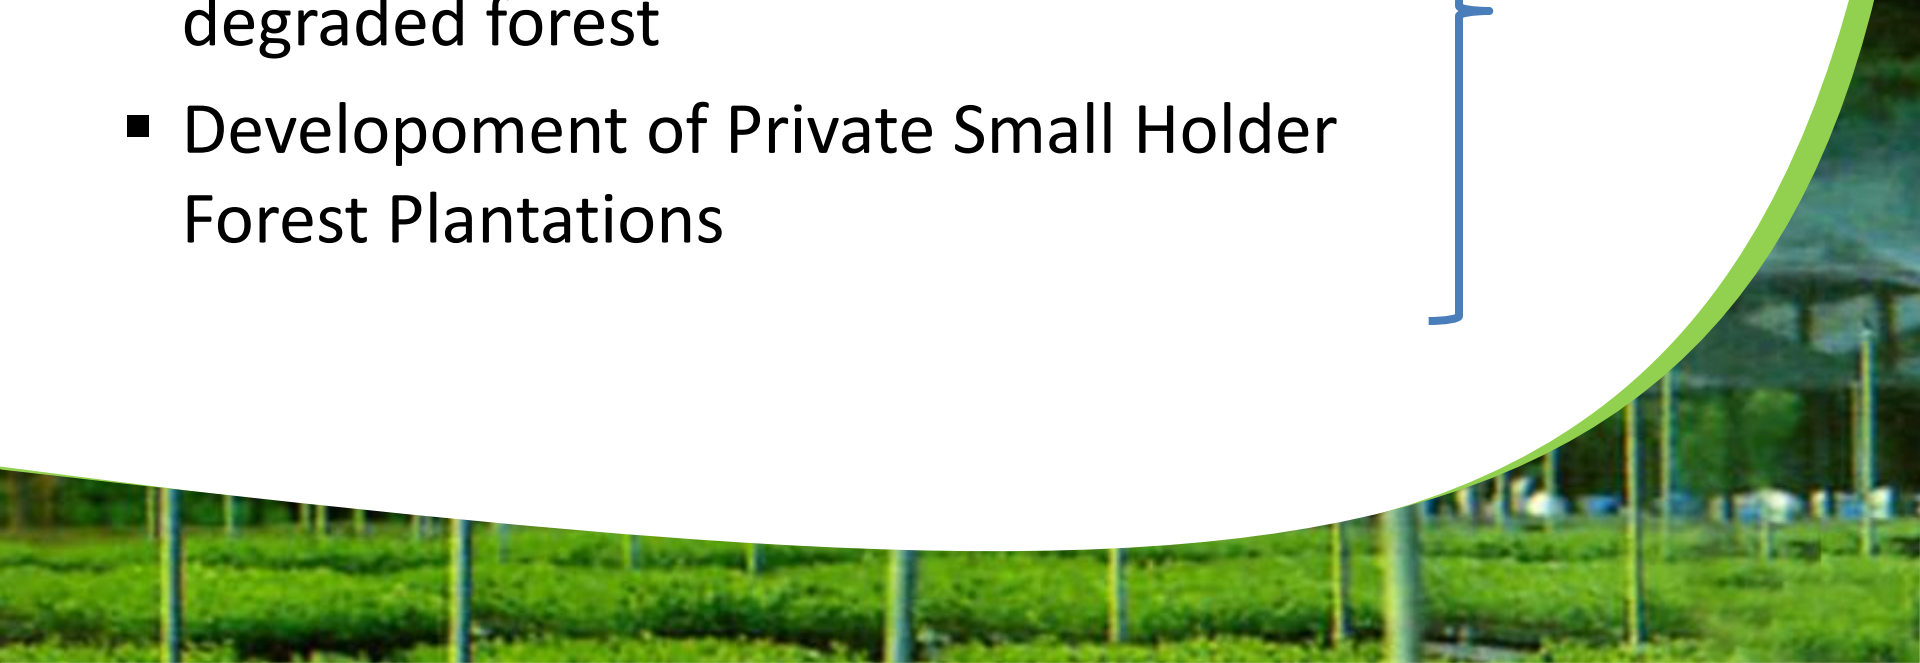 degraded forest
▪ Developoment of Private Small Holder
Forest Plantations